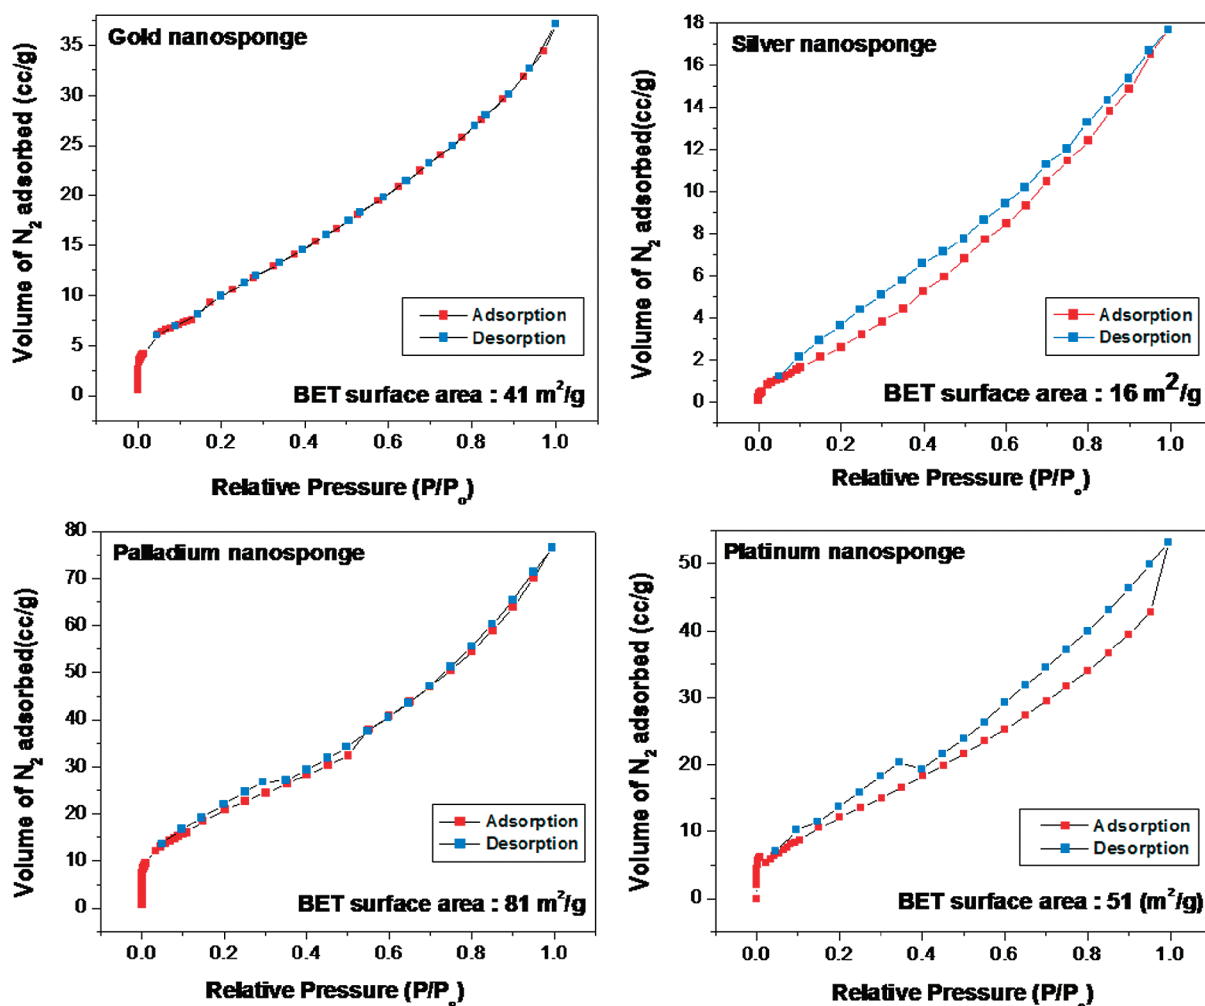 Gold nanosponge
Volume of N2 adsorbed (cc/g)
35
30
25
20
15
10
5
0
Adsorption
Desorption
BET surface area : 41 m²/g
0.0 0.2 0.4 0.6 0.8 1.0
Relative Pressure (P/Po)
Silver nanosponge
Volume of N2 adsorbed(cc/g)
18
16
14
12
10
8
6
4
2
0
Adsorption
Desorption
BET surface area : 16 m²/g
0.0 0.2 0.4 0.6 0.8 1.0
Relative Pressure (P/Po)
Palladium nanosponge
Volume of N2 adsorbed(cc/g)
80
70
60
50
40
30
20
10
0
Adsorption
Desorption
BET surface area : 81 m²/g
0.0 0.2 0.4 0.6 0.8 1.0
Relative Pressure (P/Po)
Platinum nanosponge
Volume of N2 adsorbed (cc/g)
50
40
30
20
10
0
Adsorption
Desorption
BET surface area : 51 (m²/g)
0.0 0.2 0.4 0.6 0.8 1.0
Relative Pressure (P/Po)